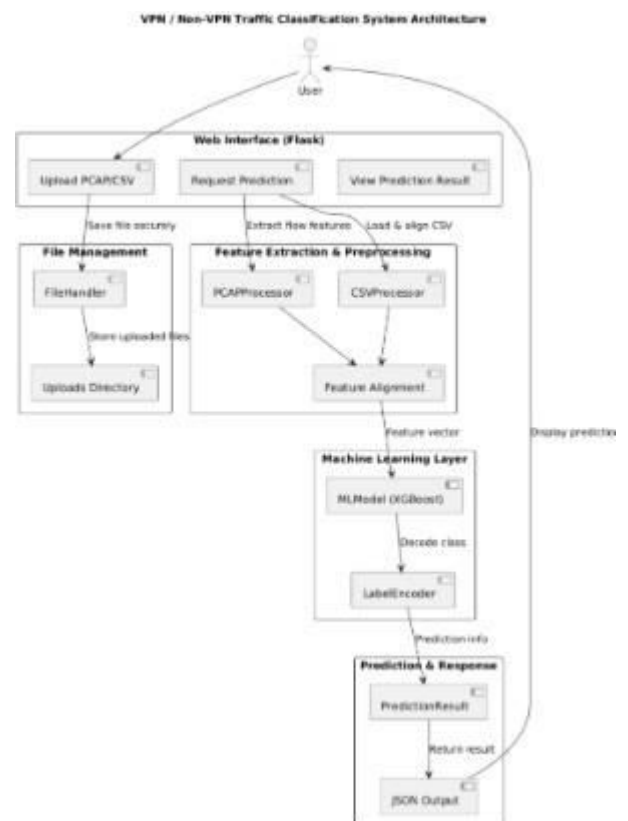 VPN / Non-VPN Traffic Classification System Architecture
User
Web Interface (Flask)
Upload PCAP/CSV
Request Prediction
View Prediction Result
Save file securely
Extract flow features
Load & align CSV
File Management
Feature Extraction & Preprocessing
FileHandler
PCAPProcessor
CSVProcessor
Store uploaded files
Uploads Directory
Feature Alignment
Feature vector
Display predictio
Machine Learning Layer
MLModel (XGBoost)
Decode class
LabelEncoder
Prediction info
Prediction & Response
PredictionResult
Return result
JSON Output